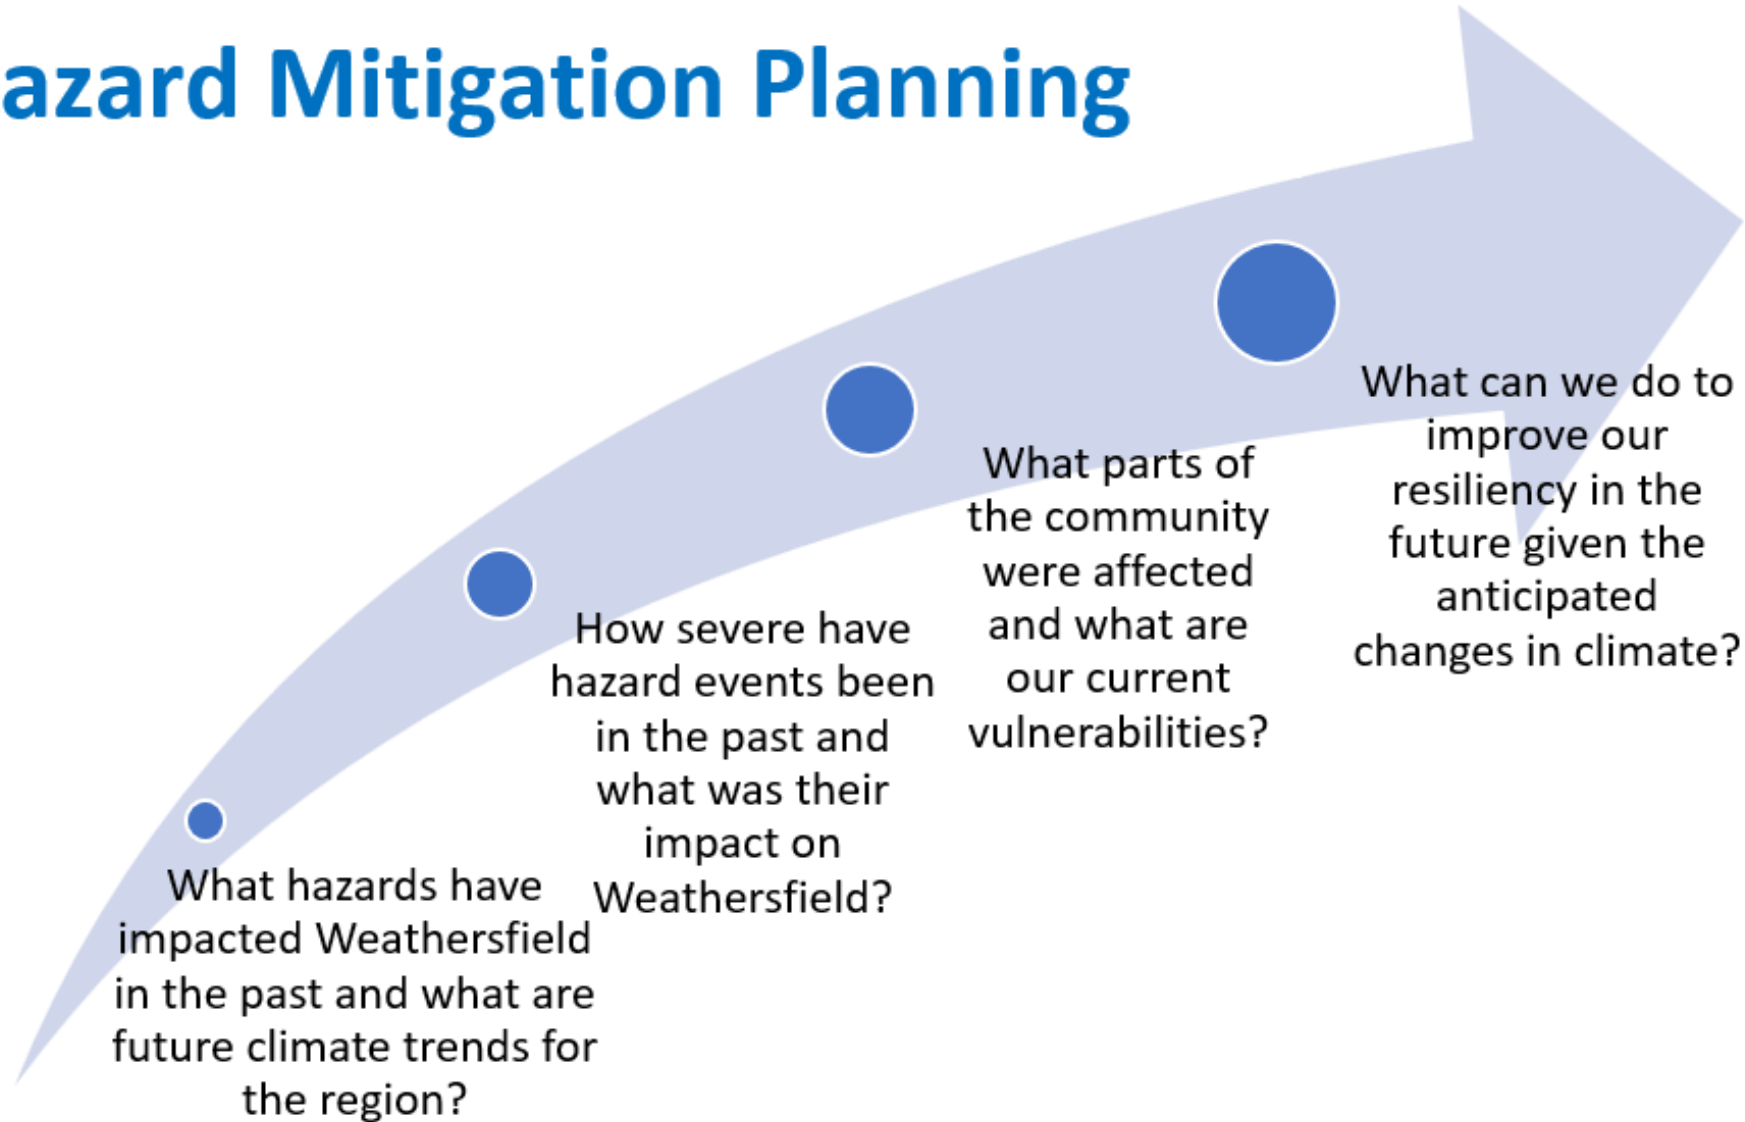 azard Mitigation Planning
What hazards have
impacted Weathersfield
in the past and what are
future climate trends for
the region?
How severe have
hazard events been
in the past and
what was their
impact on
Weathersfield?
What parts of
the community
were affected
and what are
our current
vulnerabilities?
What can we do to
improve our
resiliency in the
future given the
anticipated
changes in climate?